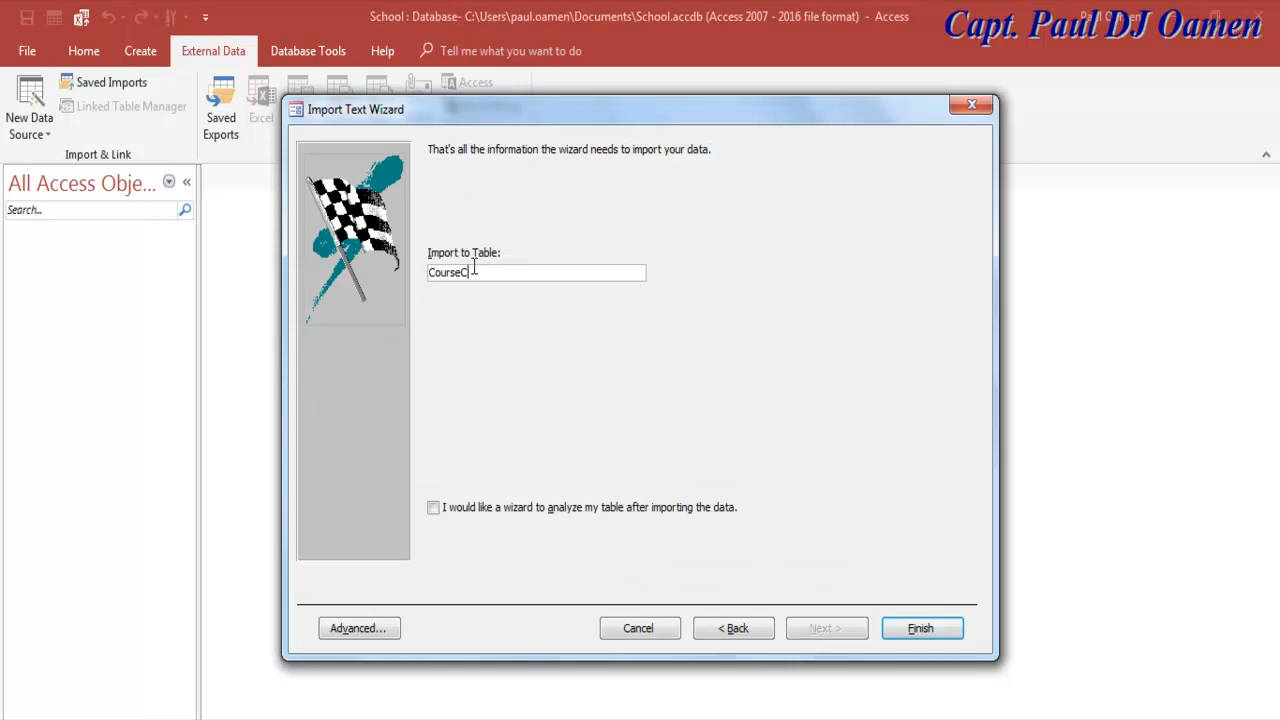 School : Database- C:\Users\paul.oamen\Documents\School.accdb (Access 2007 - 2016 file format) - Access
Capt. Paul DJ Oamen
File Home Create External Data Database Tools Help Tell me what you want to do
Saved Imports
Linked Table Manager
New Data
Source
Saved
Exports
Excel
Access
Import & Link
Import Text Wizard
All Access Obje...
Search...
That's all the information the wizard needs to import your data.
Import to Table:
CourseC
I would like a wizard to analyze my table after importing the data.
Advanced... Cancel < Back Next > Finish